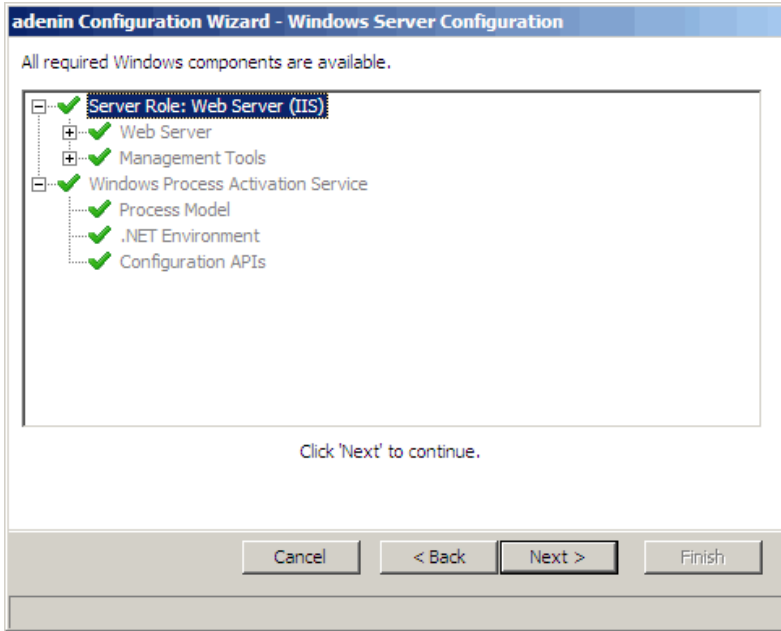 adenin Configuration Wizard - Windows Server Configuration
All required Windows components are available.
Server Role: Web Server (IIS)
Web Server
Management Tools
Windows Process Activation Service
Process Model
.NET Environment
Configuration APIs
Click 'Next' to continue.
Cancel < Back Next > Finish